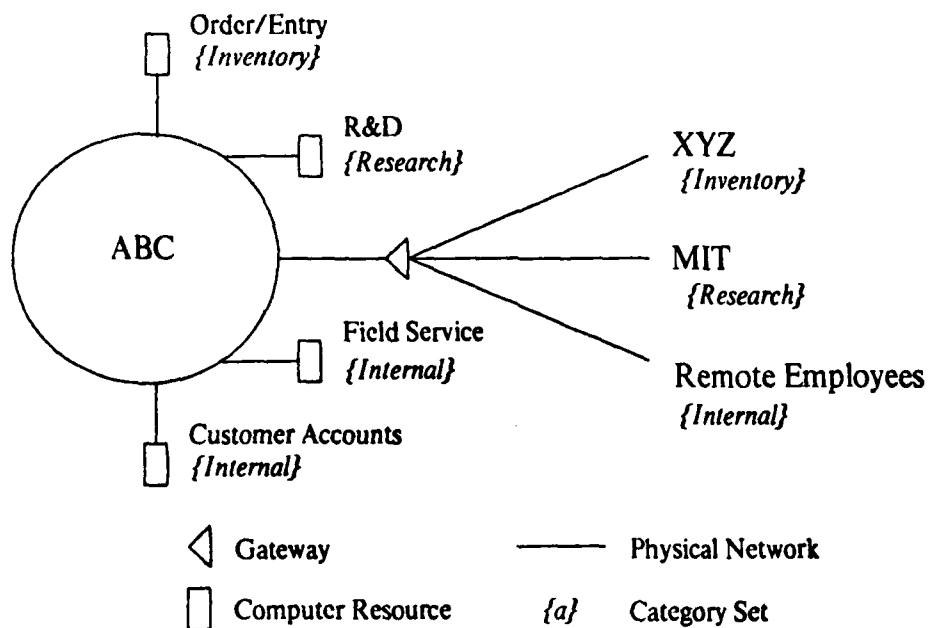 Order/Entry
{Inventory}
R&D
{Research}
XYZ
{Inventory}
ABC
MIT
{Research}
Field Service
{Internal}
Remote Employees
{Internal}
Customer Accounts
{Internal}
Gateway
Physical Network
Computer Resource
{a} Category Set